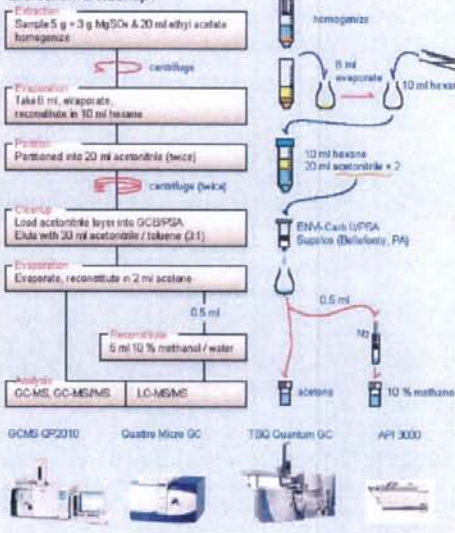 Extraction
Sample 5 g + 3 g MgSO4 & 20 ml ethyl acetate
homogenize
centrifuge
Evaporation
Take 6 ml, evaporate,
reconstitute in 10 ml hexane
Partition
Partitioned into 20 ml acetonitrile (twice)
centrifuge (twice)
Cleanup
Load acetonitrile layer into GCB/PSA
Elute with 30 ml acetonitrile / toluene (3:1)
Evaporation
Evaporate, reconstitute in 2 ml acetone
0.5 ml
Reconstitute
5 ml 10 % methanol / water
Analysis
GC-MS, GC-MS/MS
LC-MS/MS
homogenize
6 ml
evaporate
10 ml hexan
10 ml hexane
20 ml acetonitrile × 2
ENVI-Carb II/PSA
Supelco (Bellefonte, PA)
0.5 ml
N2
acetone
10 % methanol
GCMS-QP2010
Quattro Micro GC
TSQ Quantum GC
API 3000